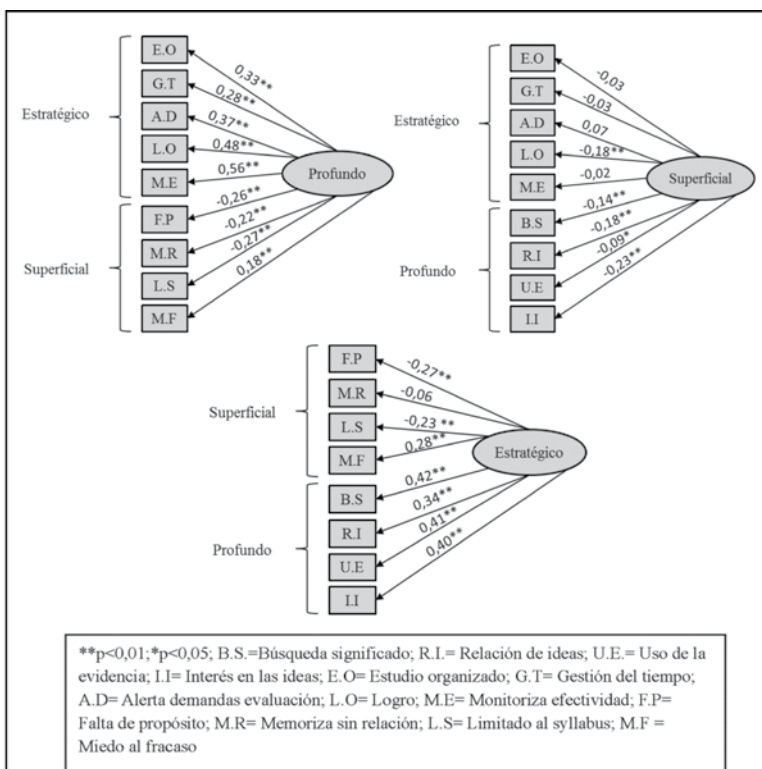 E.O
G.T
Estratégico
A.D
L.O
M.E
F.P
M.R
Superficial
L.S
M.F
0,33**
0,28**
0,37**
0,48**
0,56**
-0,26**
-0,22**
-0,27**
0,18**
Profundo
E.O
G.T
Estratégico
A.D
L.O
M.E
B.S
R.I
Profundo
U.E
I.I
-0,03
-0,03
0,07
-0,18**
-0,02
-0,14**
-0,18**
-0,09*
-0,23**
Superficial
F.P
M.R
Superficial
L.S
M.F
B.S
R.I
Profundo
U.E
I.I
-0,27**
-0,06
-0,23 **
0,28**
0,42**
0,34**
0,41**
0,40**
Estratégico
**p<0,01;*p<0,05; B.S.=Búsqueda significado; R.I.= Relación de ideas; U.E.= Uso de la
evidencia; I.I= Interés en las ideas; E.O= Estudio organizado; G.T= Gestión del tiempo;
A.D= Alerta demandas evaluación; L.O= Logro; M.E= Monitoriza efectividad; F.P=
Falta de propósito; M.R= Memoriza sin relación; L.S= Limitado al syllabus; M.F =
Miedo al fracaso